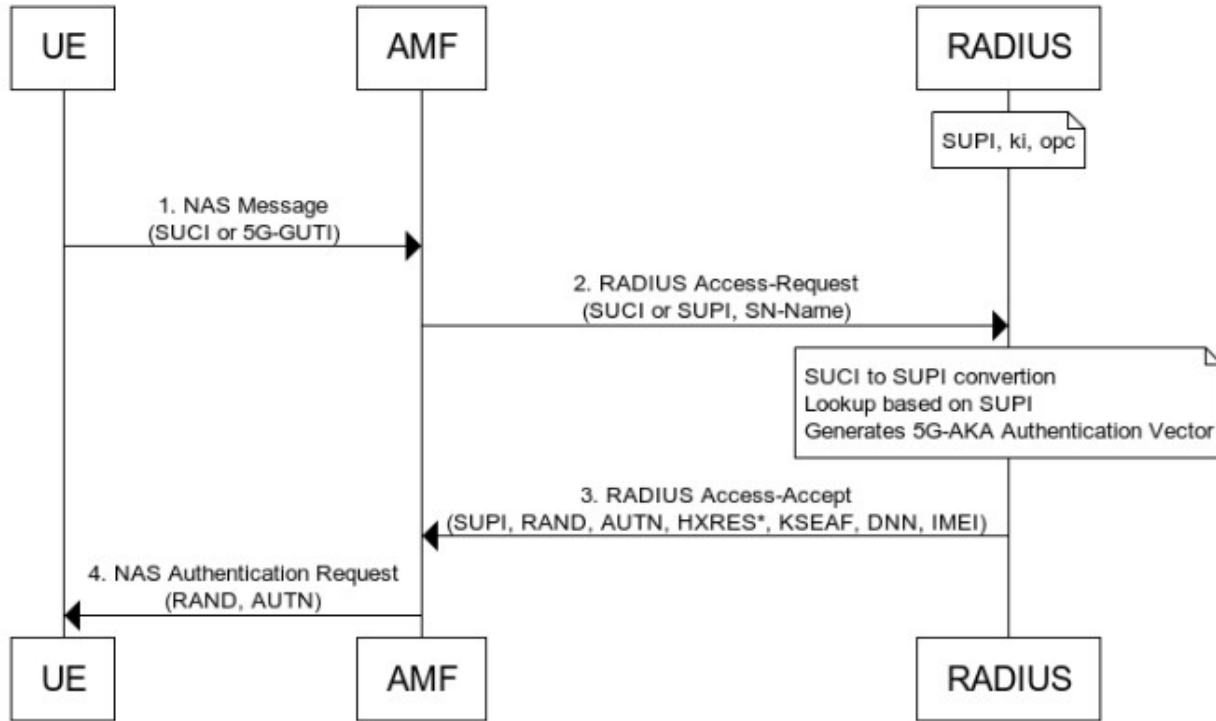 UE
AMF
RADIUS
SUPI, ki, opc
1. NAS Message
(SUCI or 5G-GUTI)
2. RADIUS Access-Request
(SUCI or SUPI, SN-Name)
SUCI to SUPI convertion
Lookup based on SUPI
Generates 5G-AKA Authentication Vector
3. RADIUS Access-Accept
(SUPI, RAND, AUTN, HXRES*, KSEAF, DNN, IMEI)
4. NAS Authentication Request
(RAND, AUTN)
UE
AMF
RADIUS